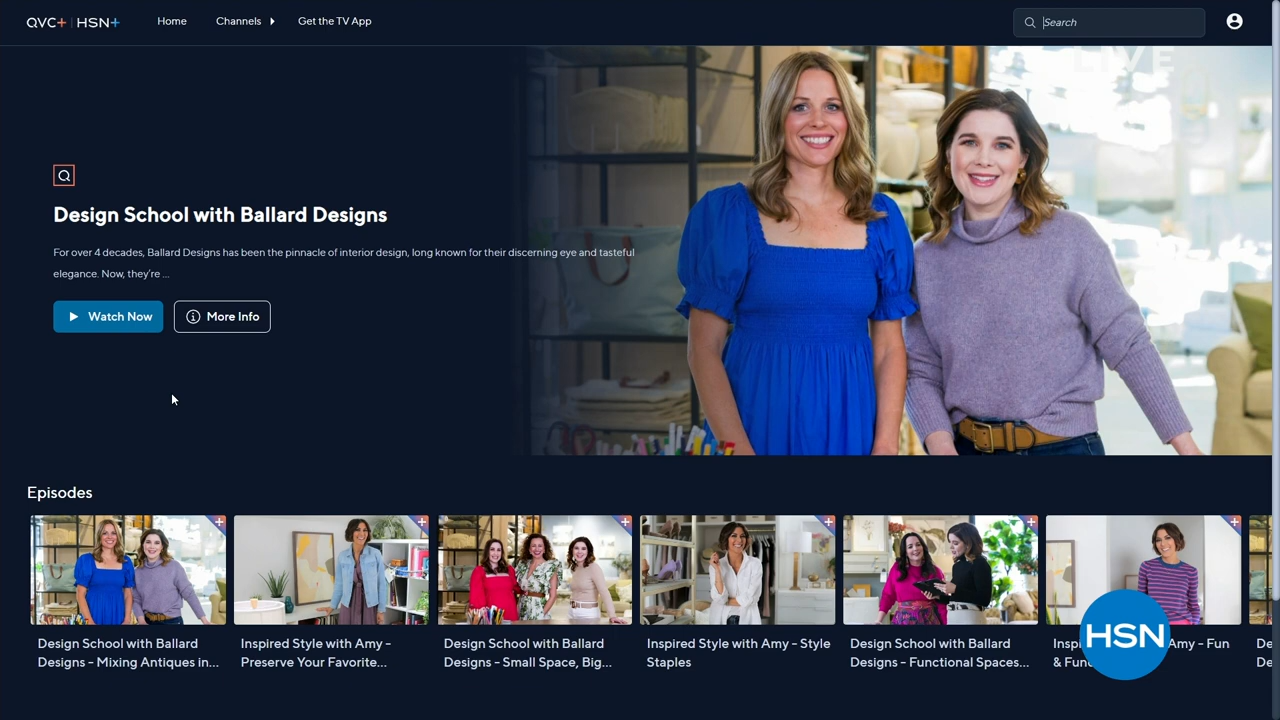 QVC+ | HSN+
Home
Channels
Get the TV App
Search
LIVE
Q
Design School with Ballard Designs
For over 4 decades, Ballard Designs has been the pinnacle of interior design, long known for their discerning eye and tasteful
elegance. Now, they're ...
Watch Now
More Info
Episodes
Design School with Ballard
Designs - Mixing Antiques in...
Inspired Style with Amy -
Preserve Your Favorite...
Design School with Ballard
Designs - Small Space, Big...
Inspired Style with Amy - Style
Staples
Design School with Ballard
Designs - Functional Spaces...
Amy - Fun
HSN